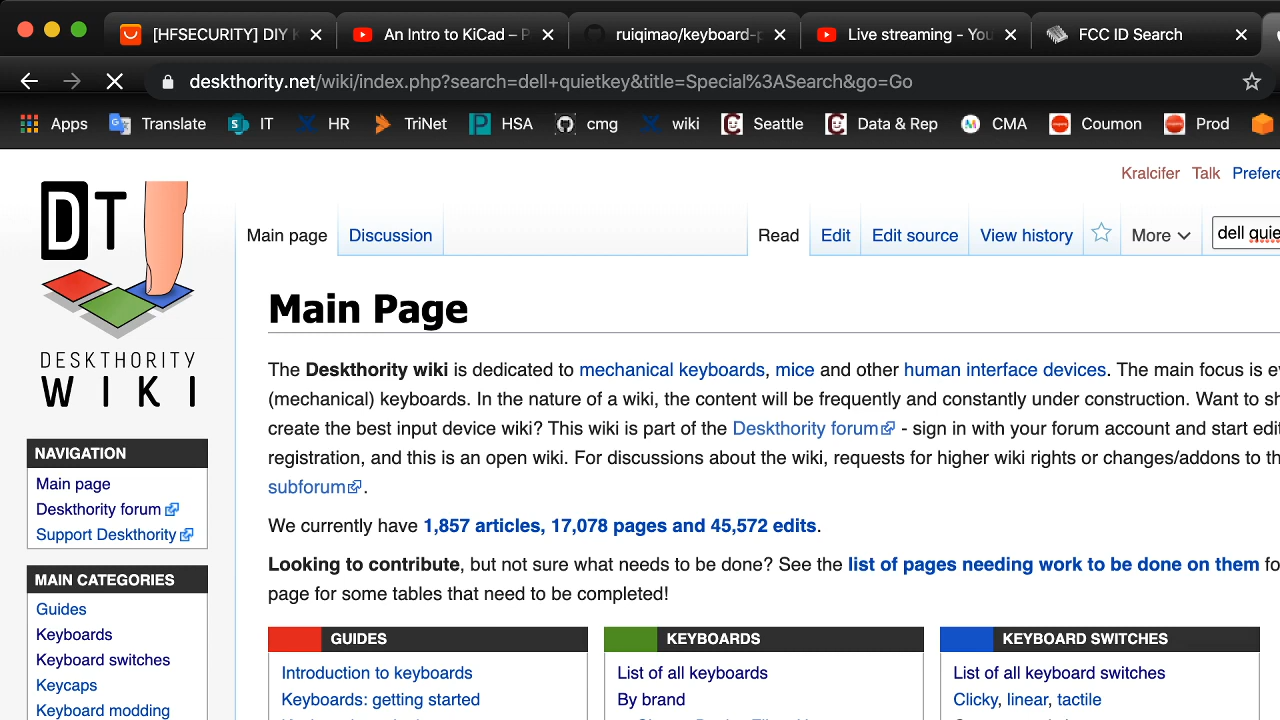 [HFSECURITY] DIY
An Intro to KiCad –
ruiqimao/keyboard-
Live streaming - You
FCC ID Search
deskthority.net/wiki/index.php?search=dell+quietkey&title=Special%3ASearch&go=Go
Apps
Translate
IT
HR
TriNet
HSA
cmg
wiki
Seattle
Data & Rep
CMA
Coumon
Prod
Kralcifer Talk Prefere
DT
DESKTHORITY
WIKI
Main page
Discussion
Read
Edit
Edit source
View history
More
dell quie
Main Page
The Deskthority wiki is dedicated to mechanical keyboards, mice and other human interface devices. The main focus is ev
(mechanical) keyboards. In the nature of a wiki, the content will be frequently and constantly under construction. Want to sh
create the best input device wiki? This wiki is part of the Deskthority forum - sign in with your forum account and start edit
registration, and this is an open wiki. For discussions about the wiki, requests for higher wiki rights or changes/addons to th
subforum.
We currently have 1,857 articles, 17,078 pages and 45,572 edits.
Looking to contribute, but not sure what needs to be done? See the list of pages needing work to be done on them fo
page for some tables that need to be completed!
NAVIGATION
Main page
Deskthority forum
Support Deskthority
MAIN CATEGORIES
Guides
Keyboards
Keyboard switches
Keycaps
Keyboard modding
GUIDES
Introduction to keyboards
Keyboards: getting started
KEYBOARDS
List of all keyboards
By brand
KEYBOARD SWITCHES
List of all keyboard switches
Clicky, linear, tactile